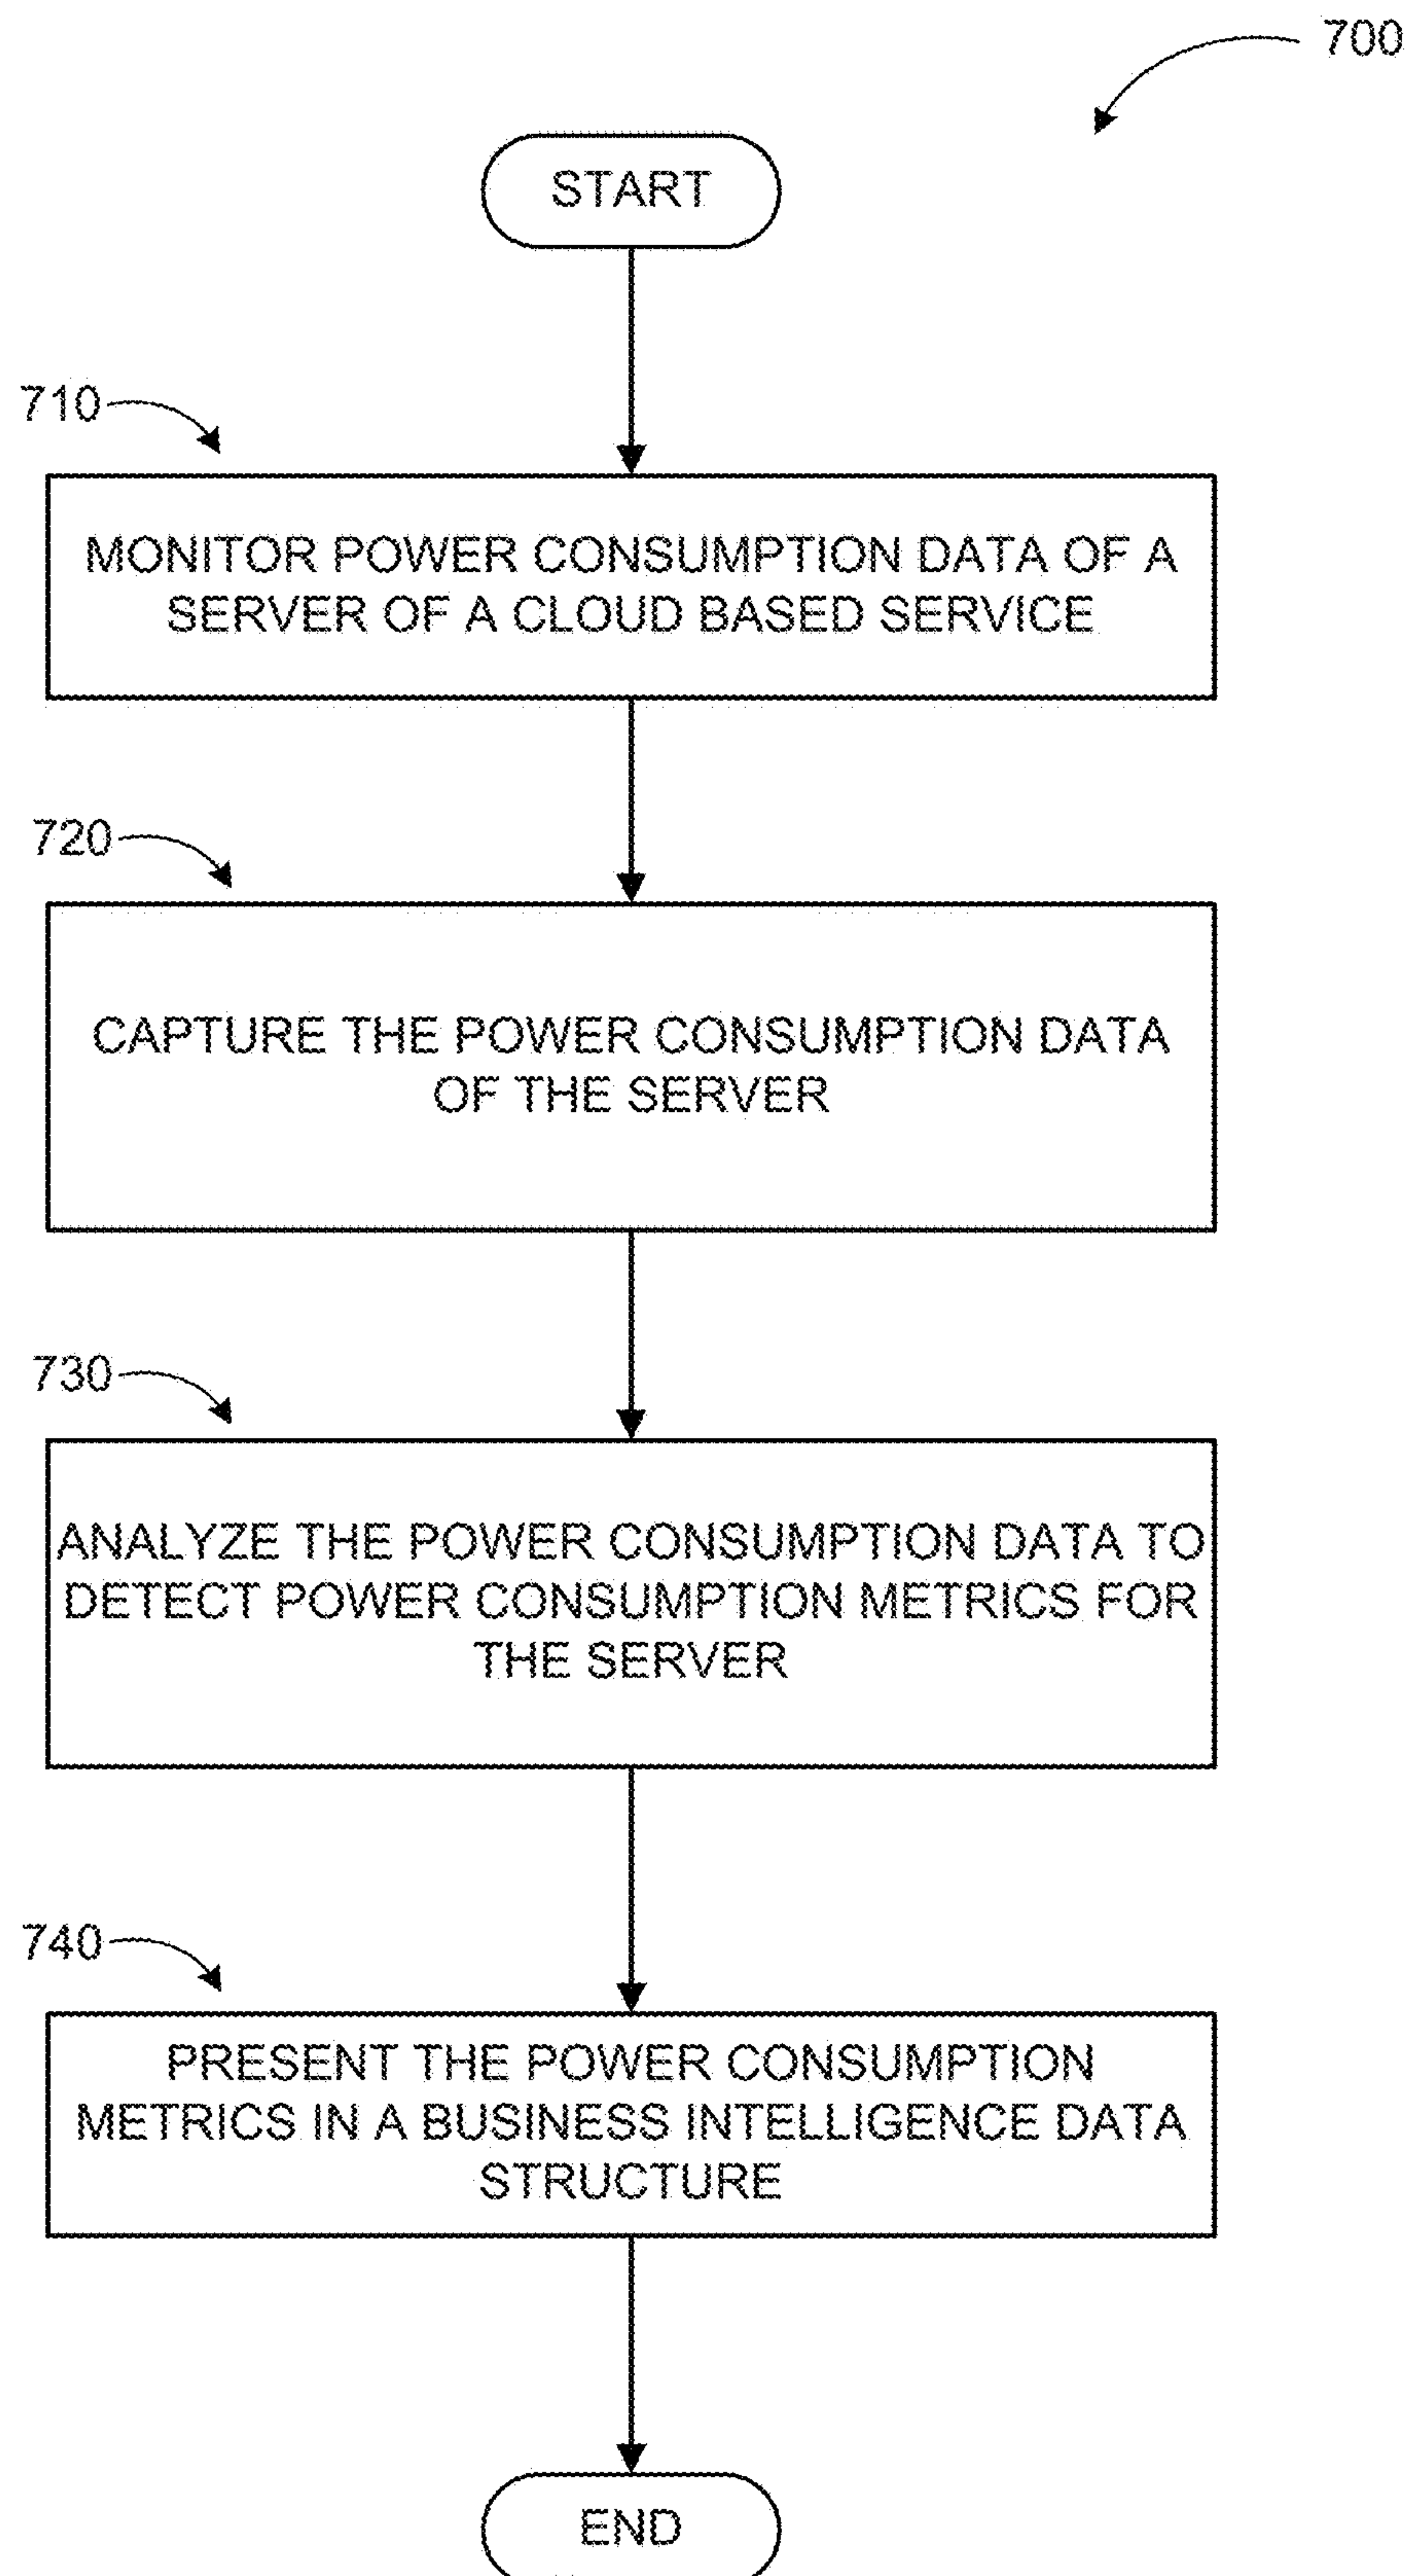 700
START
710
MONITOR POWER CONSUMPTION DATA OF A
SERVER OF A CLOUD BASED SERVICE
720
CAPTURE THE POWER CONSUMPTION DATA
OF THE SERVER
730
ANALYZE THE POWER CONSUMPTION DATA TO
DETECT POWER CONSUMPTION METRICS FOR
THE SERVER
740
PRESENT THE POWER CONSUMPTION
METRICS IN A BUSINESS INTELLIGENCE DATA
STRUCTURE
END